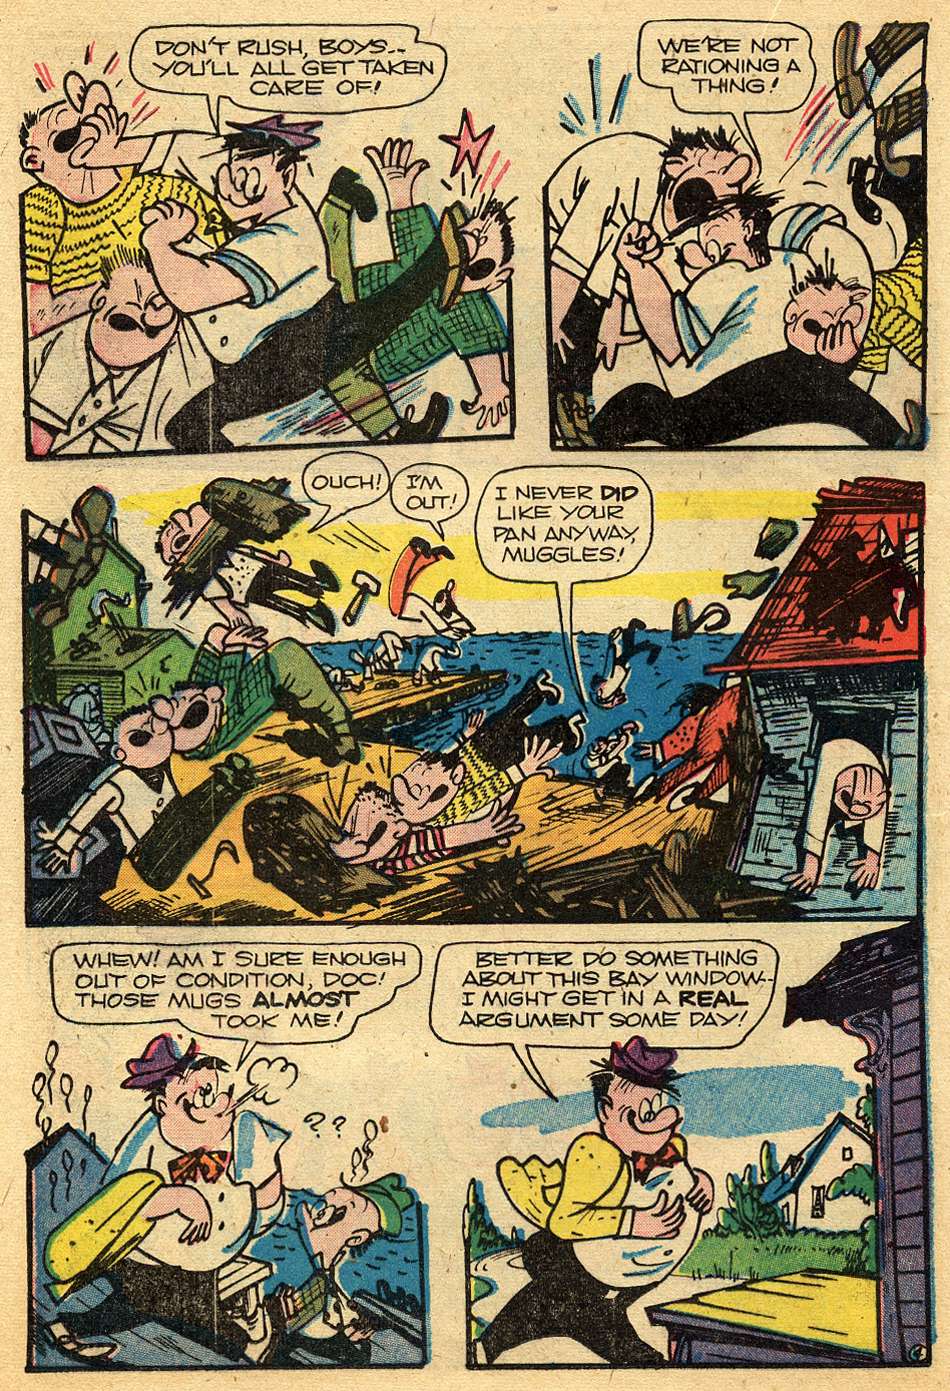 DON'T RUSH, BOYS--
YOU'LL ALL GET TAKEN
CARE OF!
WE'RE NOT
RATIONING A
THING!
OUCH!
I'M
OUT!
I NEVER DID
LIKE YOUR
PAN ANYWAY,
MUGGLES!
WHEW! AM I SURE ENOUGH
OUT OF CONDITION, DOC!
THOSE MUGS ALMOST
TOOK ME!
??
BETTER DO SOMETHING
ABOUT THIS BAY WINDOW--
I MIGHT GET IN A REAL
ARGUMENT SOME DAY!
4